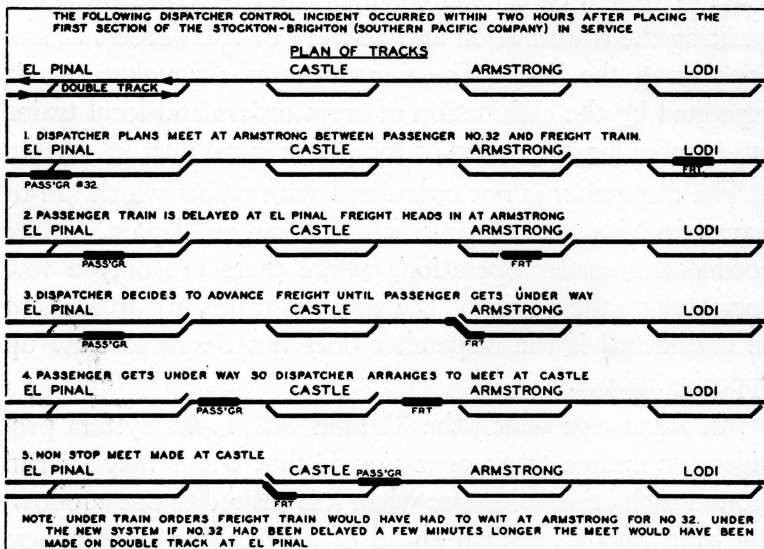 THE FOLLOWING DISPATCHER CONTROL INCIDENT OCCURRED WITHIN TWO HOURS AFTER PLACING THE
FIRST SECTION OF THE STOCKTON-BRIGHTON (SOUTHERN PACIFIC COMPANY) IN SERVICE
PLAN OF TRACKS
EL PINAL CASTLE ARMSTRONG LODI
DOUBLE TRACK
1. DISPATCHER PLANS MEET AT ARMSTRONG BETWEEN PASSENGER NO.32 AND FREIGHT TRAIN.
EL PINAL CASTLE ARMSTRONG LODI
PASS'GR #32 FRT.
2. PASSENGER TRAIN IS DELAYED AT EL PINAL FREIGHT HEADS IN AT ARMSTRONG
EL PINAL CASTLE ARMSTRONG LODI
PASS'GR FRT
3. DISPATCHER DECIDES TO ADVANCE FREIGHT UNTIL PASSENGER GETS UNDER WAY
EL PINAL CASTLE ARMSTRONG LODI
PASS'GR FRT
4. PASSENGER GETS UNDER WAY SO DISPATCHER ARRANGES TO MEET AT CASTLE
EL PINAL CASTLE ARMSTRONG LODI
PASS'GR FRT
5. NON STOP MEET MADE AT CASTLE
EL PINAL CASTLE PASS'GR ARMSTRONG LODI
FRT
NOTE UNDER TRAIN ORDERS FREIGHT TRAIN WOULD HAVE HAD TO WAIT AT ARMSTRONG FOR NO 32. UNDER
THE NEW SYSTEM IF NO.32 HAD BEEN DELAYED A FEW MINUTES LONGER THE MEET WOULD HAVE BEEN
MADE ON DOUBLE TRACK AT EL PINAL